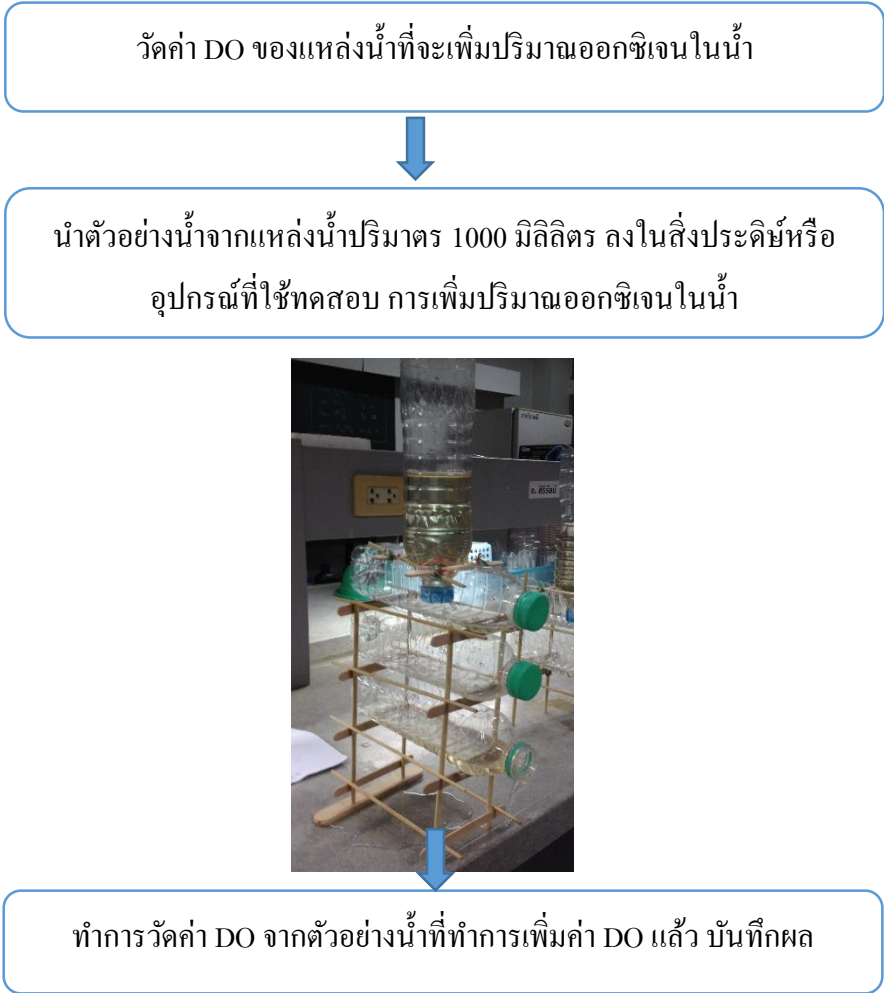 วัดค่า DO ของแหล่งน้ำที่จะเพิ่มปริมาณออกซิเจนในน้ำ
นำตัวอย่างน้ำจากแหล่งน้ำปริมาตร 1000 มิลิลิตร ลงในสิ่งประดิษ์หรือ
อุปกรณ์ที่ใช้ทดสอบ การเพิ่มปริมาณออกซิเจนในน้ำ
ทำการวัดค่า DO จากตัวอย่างน้ำที่ทำการเพิ่มค่า DO แล้ว บันทึกผล